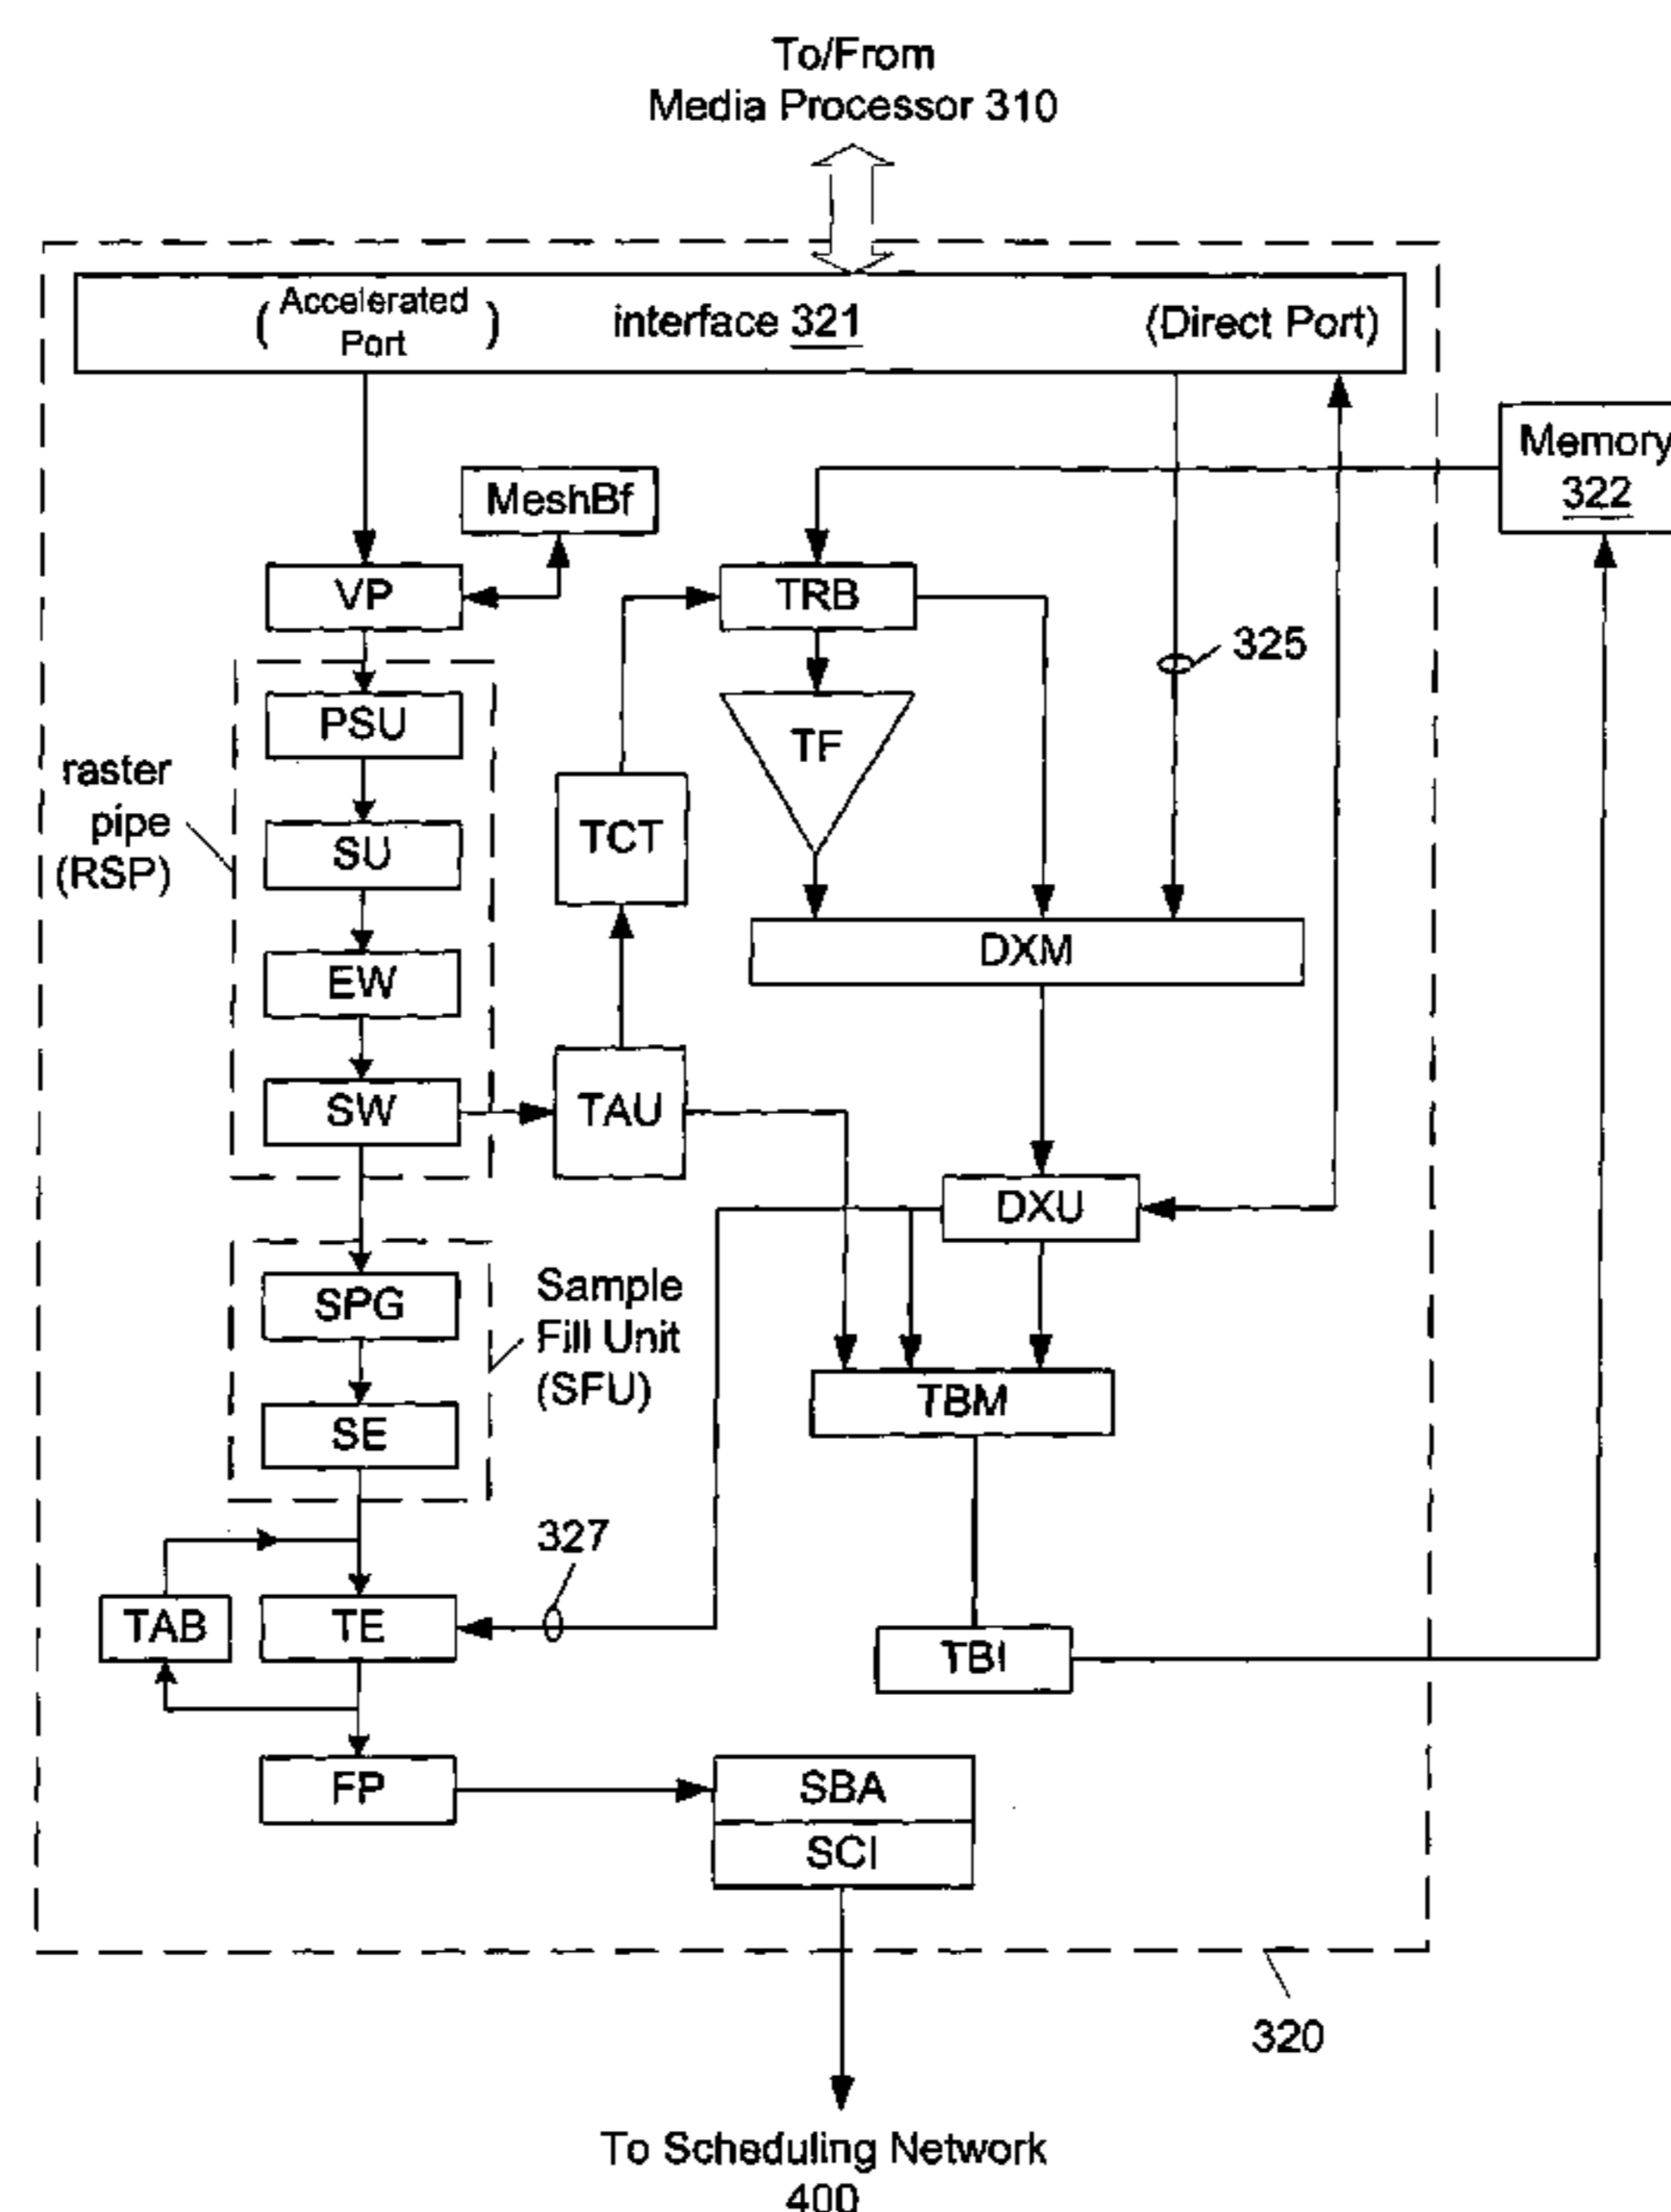 To/From
Media Processor 310
(Accelerated
Port)
interface 321
(Direct Port)
Memory
322
MeshBf
VP
TRB
325
PSU
TF
raster
pipe
(RSP)
SU
TCT
EW
DXM
SW
TAU
DXU
SPG
Sample
Fill Unit
(SFU)
SE
TBM
327
TAB
TE
TBI
FP
SBA
SCI
320
To Scheduling Network
400